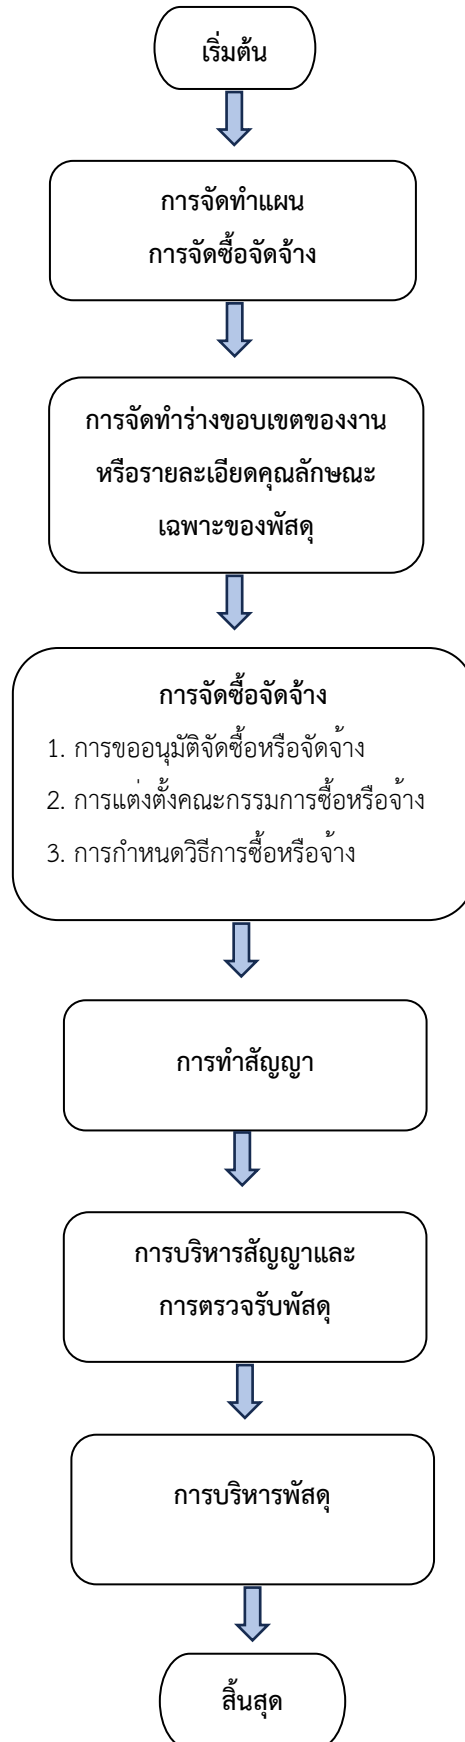 เริ่มต้น
การจัดทำแผน
การจัดซื้อจัดจ้าง
การจัดทำร่างขอบเขตของงาน
หรือรายละเอียดคุณลักษณะ
เฉพาะของพัสดุ
การจัดซื้อจัดจ้าง
1. การขออนุมัติจัดซื้อหรือจัดจ้าง
2. การแต่งตั้งคณะกรรมการซื้อหรือจ้าง
3. การกำหนดวิธีการซื้อหรือจ้าง
การทำสัญญา
การบริหารสัญญาและ
การตรวจรับพัสดุ
การบริหารพัสดุ
สิ้นสุด